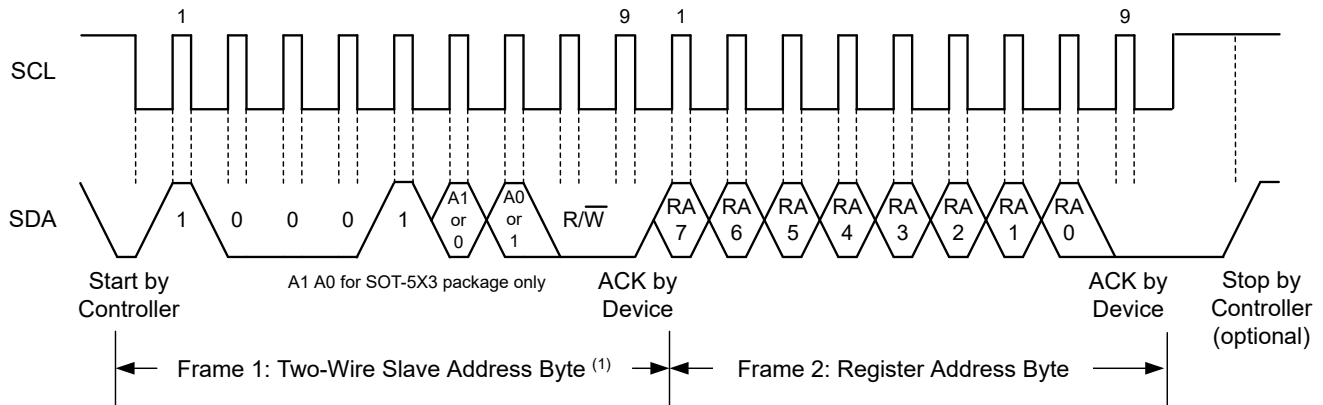 1 9 1 9
SCL
SDA
1 0 0 0 1 A1 or 0 A0 or 1 R/W̅ RA 7 RA 6 RA 5 RA 4 RA 3 RA 2 RA 1 RA 0
Start by Controller
A1 A0 for SOT-5X3 package only
ACK by Device
ACK by Device
Stop by Controller (optional)
Frame 1: Two-Wire Slave Address Byte (1)
Frame 2: Register Address Byte